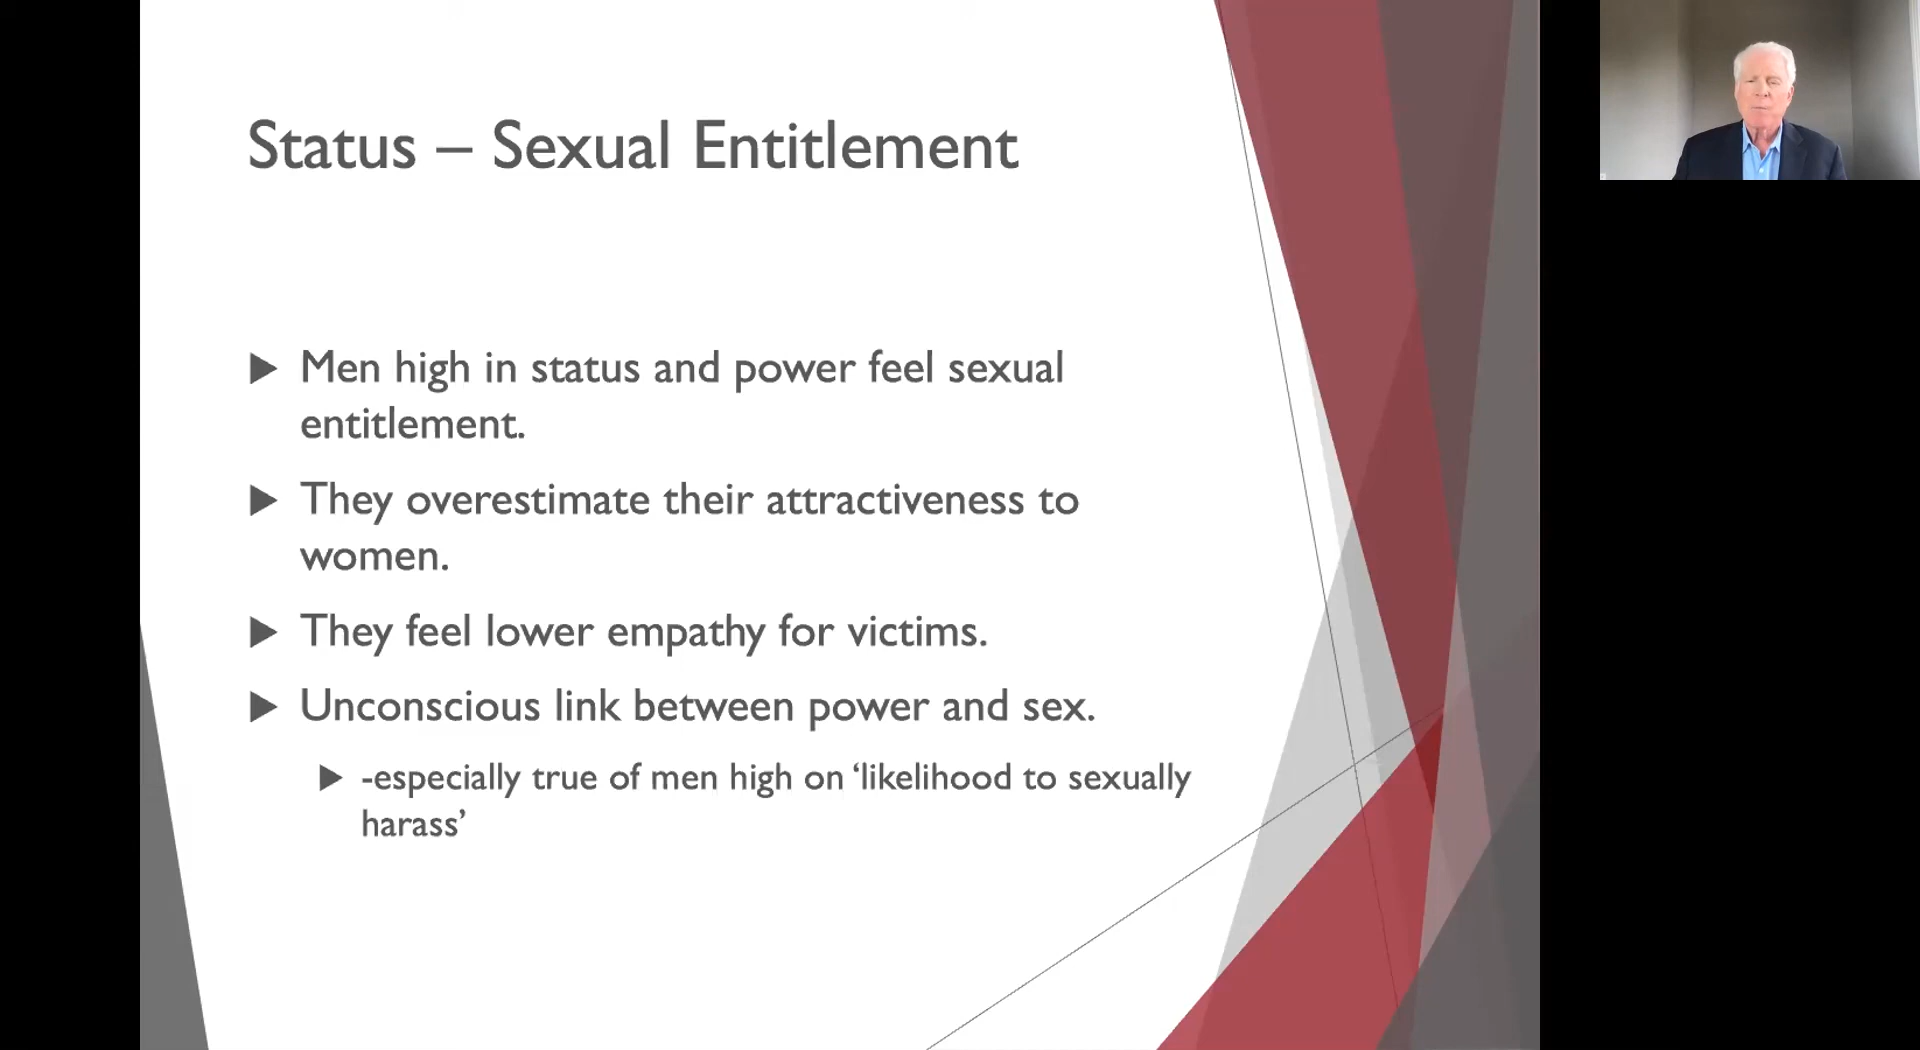 Status – Sexual Entitlement
Men high in status and power feel sexual
entitlement.
They overestimate their attractiveness to
women.
They feel lower empathy for victims.
Unconscious link between power and sex.
-especially true of men high on ‘likelihood to sexually
harass’